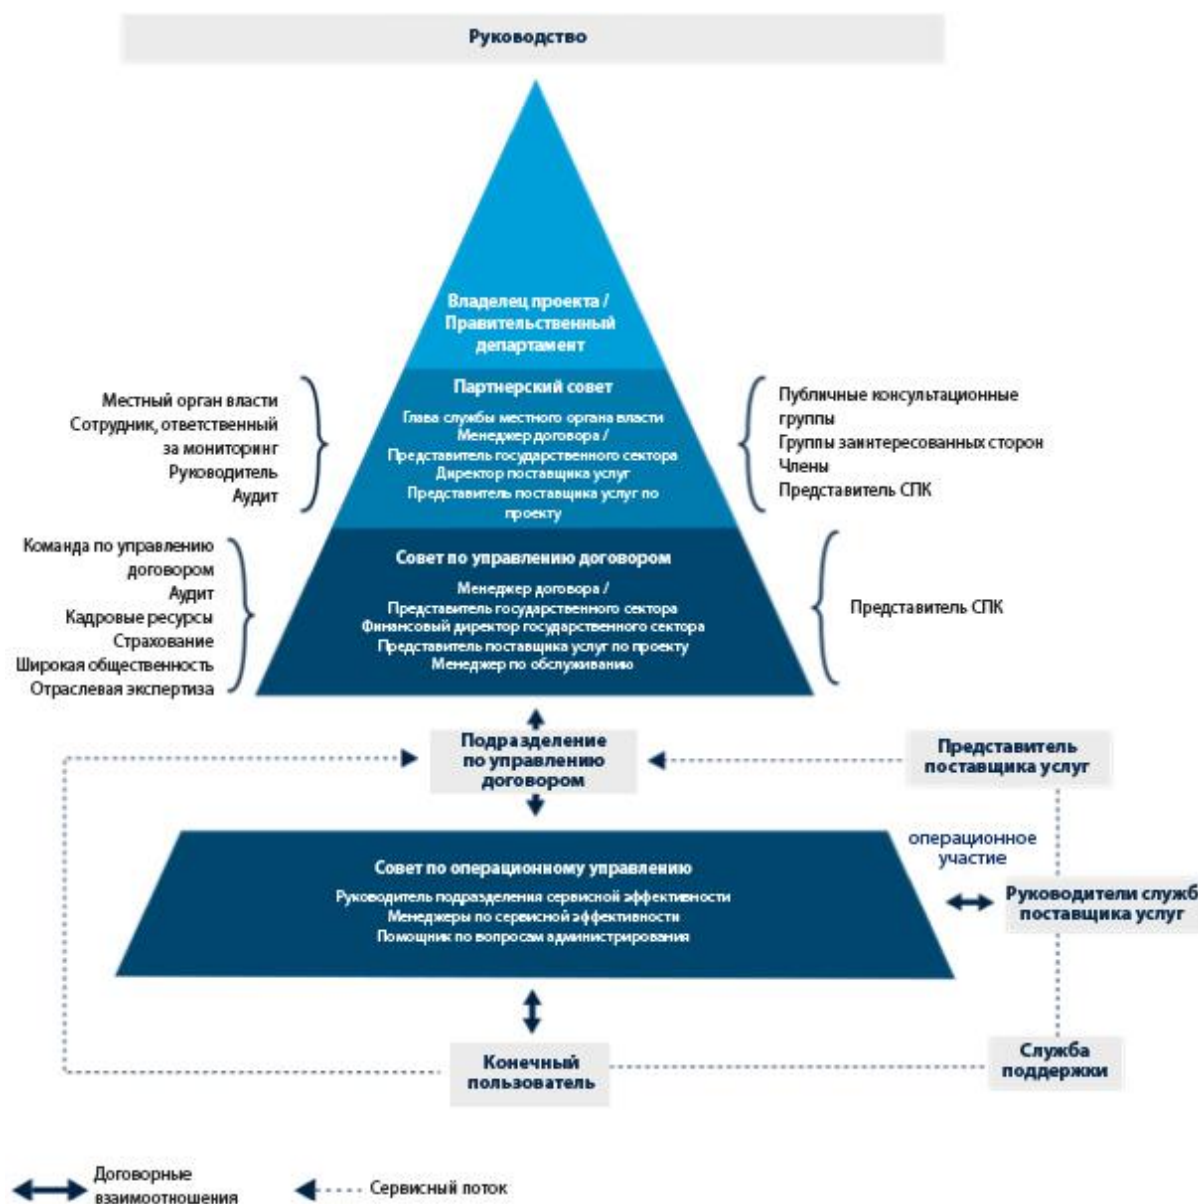 Руководство
Владелец проекта /
Правительственный
департамент
Партнерский совет
Глава службы местного органа власти
Менеджер договора /
Представитель государственного сектора
Директор поставщика услуг
Представитель поставщика услуг по
проекту
Местный орган власти
Сотрудник, ответственный
за мониторинг
Руководитель
Аудит
Публичные консультационные
группы
Группы заинтересованных сторон
Члены
Представитель СПК
Совет по управлению договором
Менеджер договора /
Представитель государственного сектора
Финансовый директор государственного сектора
Представитель поставщика услуг по проекту
Менеджер по обслуживанию
Команда по управлению
договором
Аудит
Кадровые ресурсы
Страхование
Широкая общественность
Отраслевая экспертиза
Представитель СПК
Подразделение
по управлению
договором
Представитель
поставщика услуг
Совет по операционному управлению
Руководитель подразделения сервисной эффективности
Менеджеры по сервисной эффективности
Помощник по вопросам администрирования
операционное
участие
Руководители служб
поставщика услуг
Конечный
пользователь
Служба
поддержки
Договорные
взаимоотношения
Сервисный поток